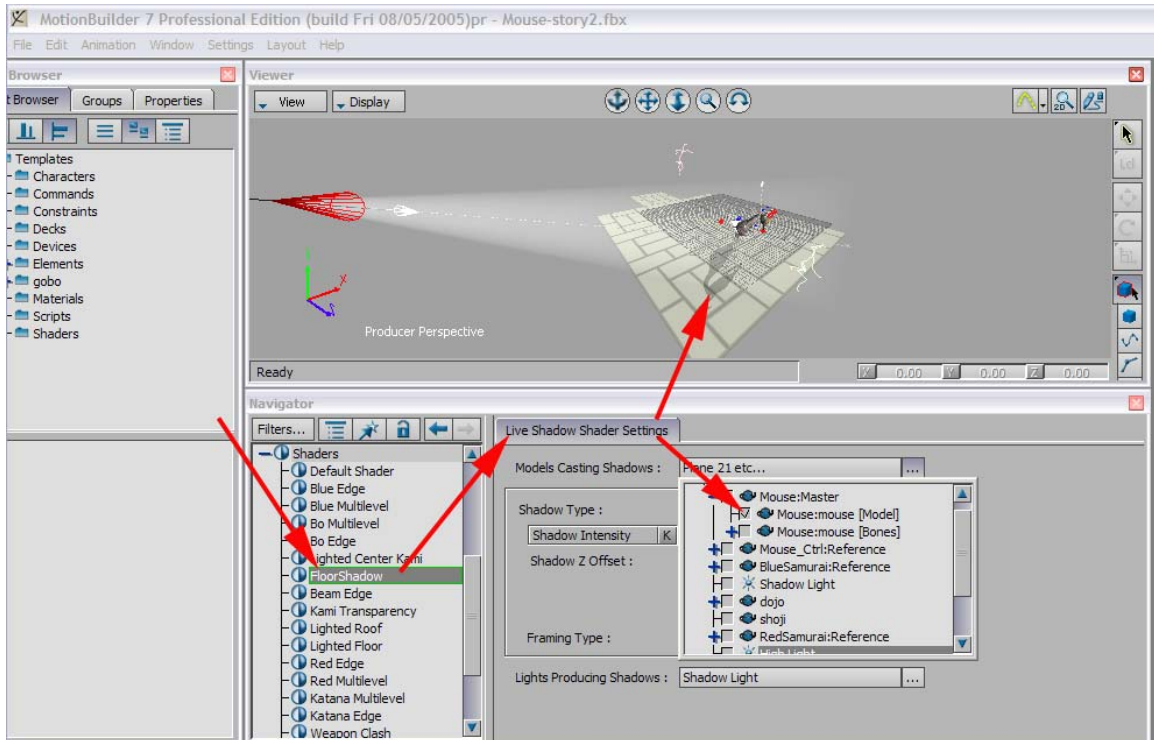 MotionBuilder 7 Professional Edition (build Fri 08/05/2005)pr - Mouse-story2.fbx
File Edit Animation Window Settings Layout Help
Browser
t Browser Groups Properties
Templates
Characters
Commands
Constraints
Decks
Devices
Elements
gobo
Materials
Scripts
Shaders
Viewer
View Display
2D
Y
X
Z
Producer Perspective
Ready
X 0.00 Y 0.00 Z 0.00
Navigator
Filters...
Shaders
Default Shader
Blue Edge
Blue Multilevel
Bo Multilevel
Bo Edge
Lighted Center Kami
FloorShadow
Beam Edge
Kami Transparency
Lighted Roof
Lighted Floor
Red Edge
Red Multilevel
Katana Multilevel
Katana Edge
Weapon Clash
Live Shadow Shader Settings
Models Casting Shadows : Plane 21 etc... ...
Shadow Type :
Shadow Intensity K
Shadow Z Offset :
Framing Type :
Mouse:Master
Mouse:mouse [Model]
Mouse:mouse [Bones]
Mouse_Ctrl:Reference
BlueSamurai:Reference
Shadow Light
dojo
shoji
RedSamurai:Reference
High Light
Lights Producing Shadows : Shadow Light ...